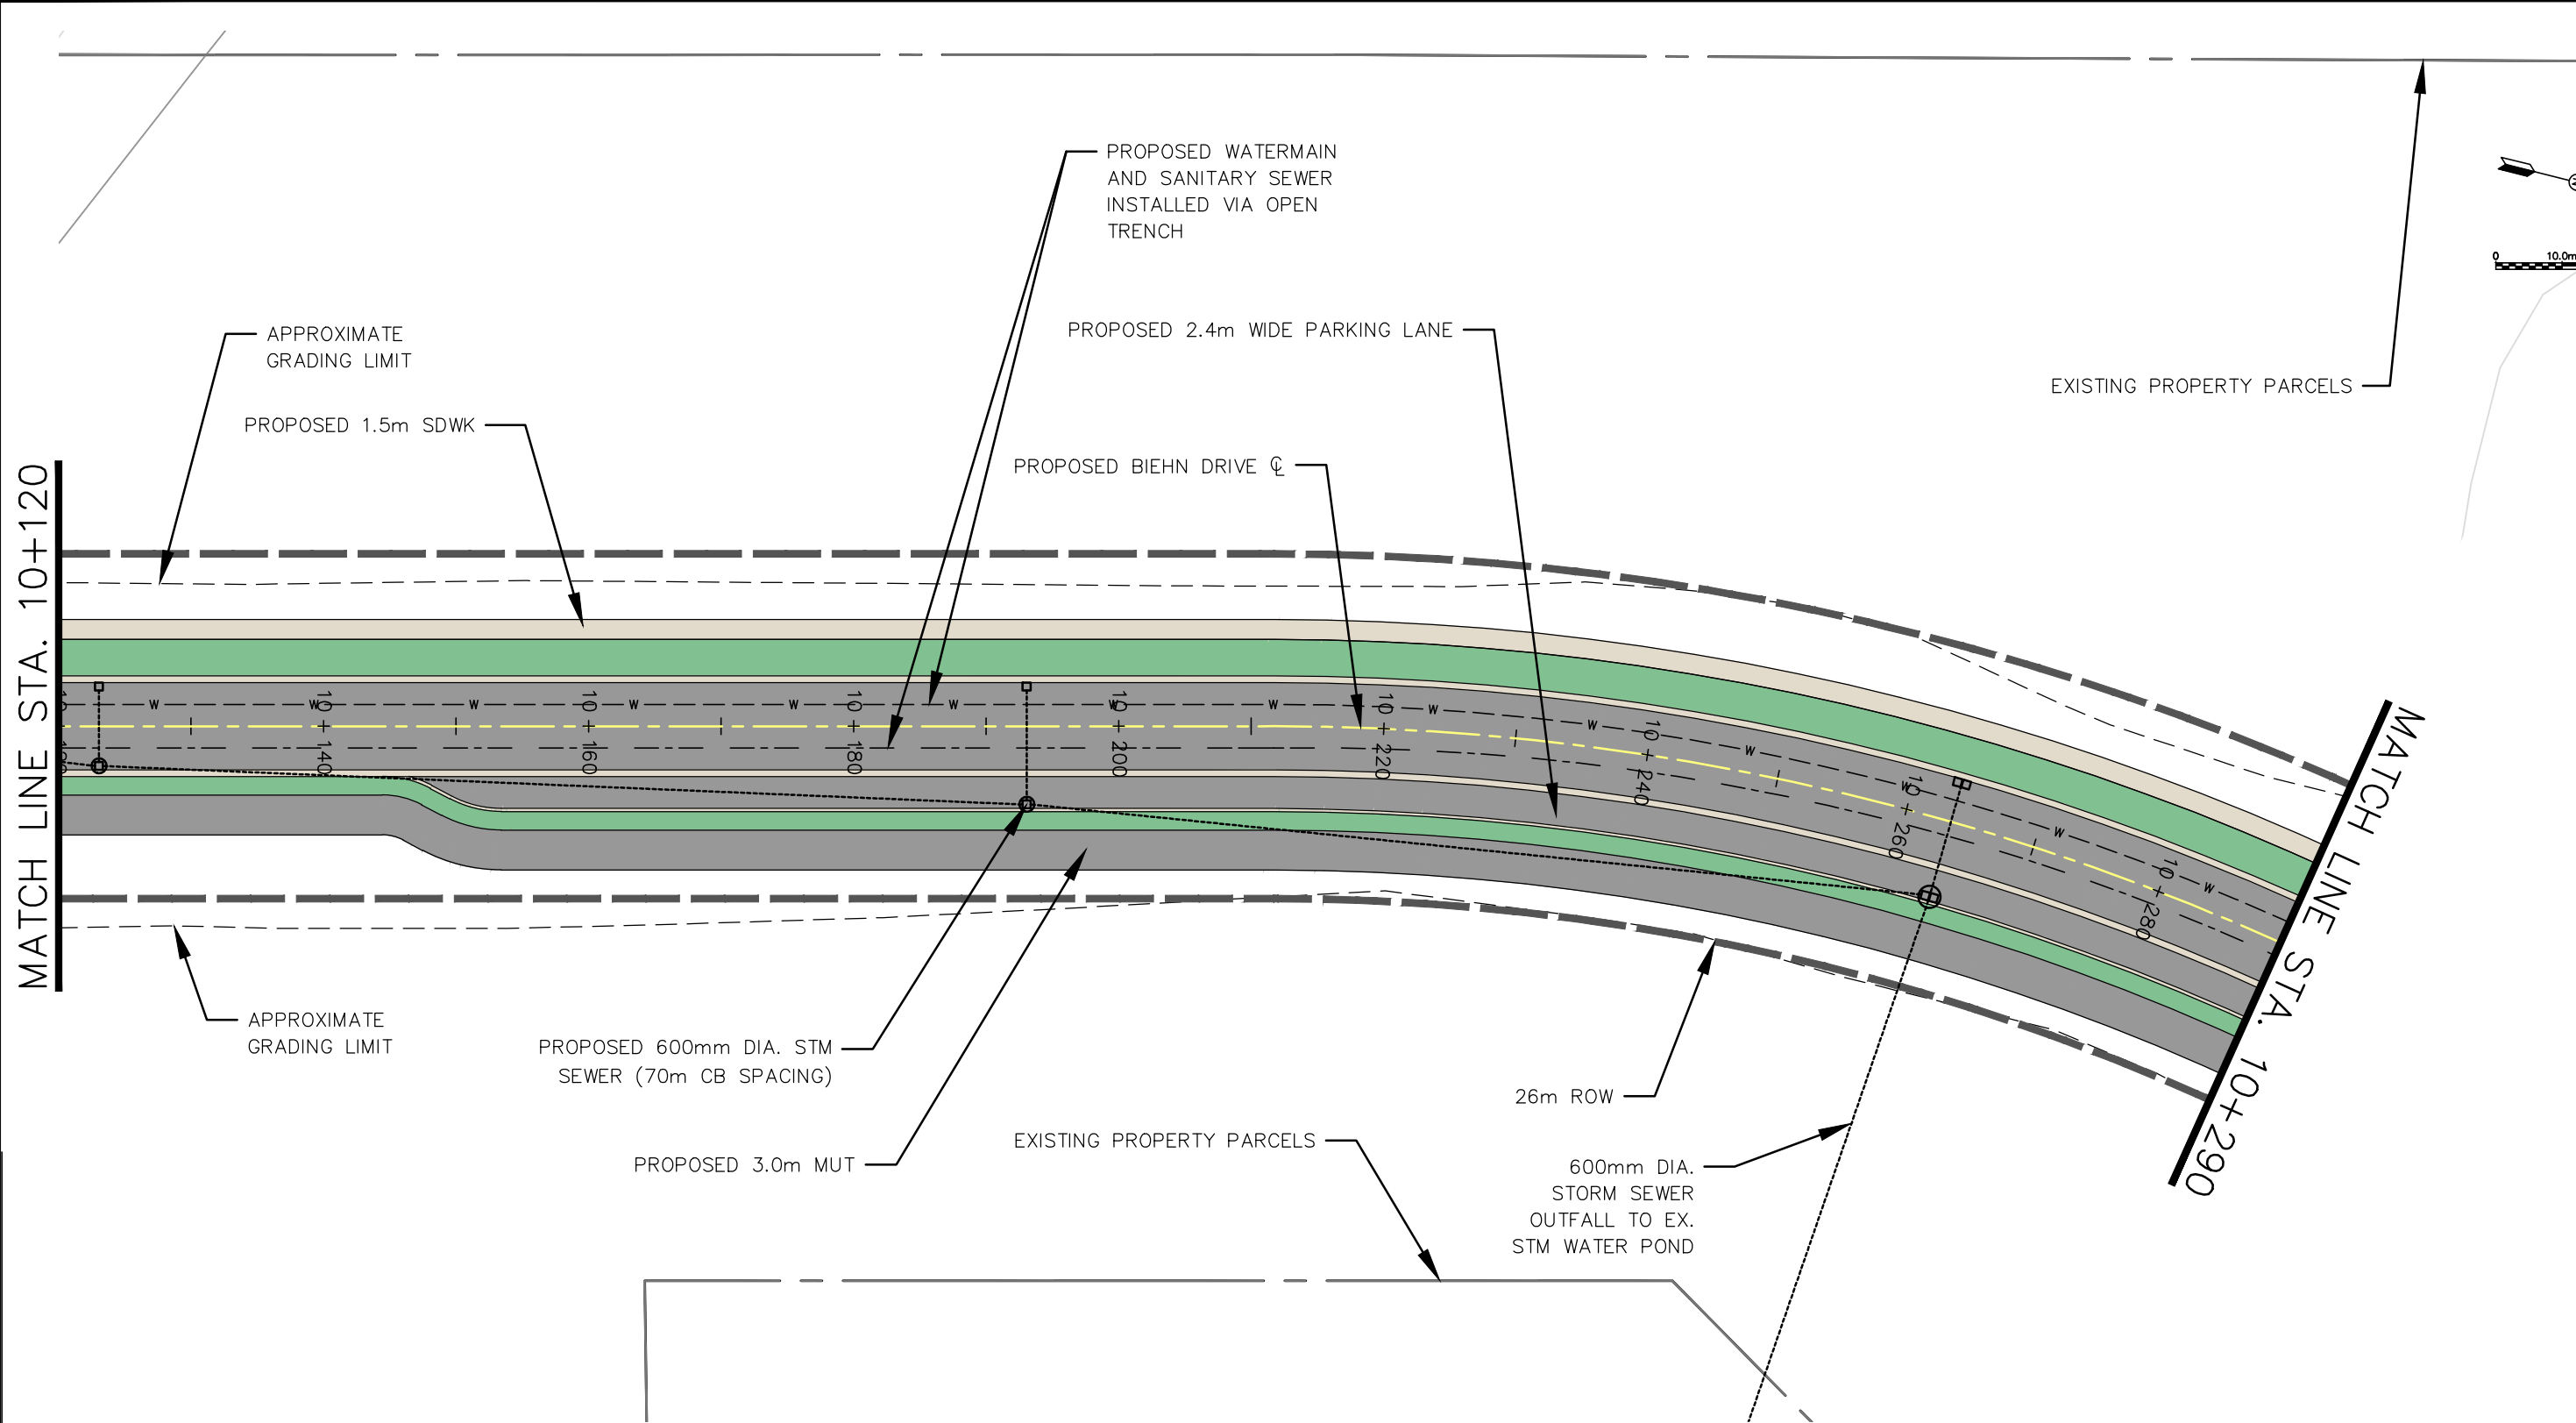 PROPOSED WATERMAIN
AND SANITARY SEWER
INSTALLED VIA OPEN
TRENCH
0 10.0m
APPROXIMATE
GRADING LIMIT
PROPOSED 2.4m WIDE PARKING LANE
EXISTING PROPERTY PARCELS
PROPOSED 1.5m SDWK
PROPOSED BIEHN DRIVE ℄
MATCH LINE STA. 10+120
10+140
10+160
10+180
10+200
10+220
10+240
10+260
10+280
W W W W W W W W W W W W W W
MATCH LINE STA. 10+290
APPROXIMATE
GRADING LIMIT
PROPOSED 600mm DIA. STM
SEWER (70m CB SPACING)
PROPOSED 3.0m MUT
EXISTING PROPERTY PARCELS
26m ROW
600mm DIA.
STORM SEWER
OUTFALL TO EX.
STM WATER POND